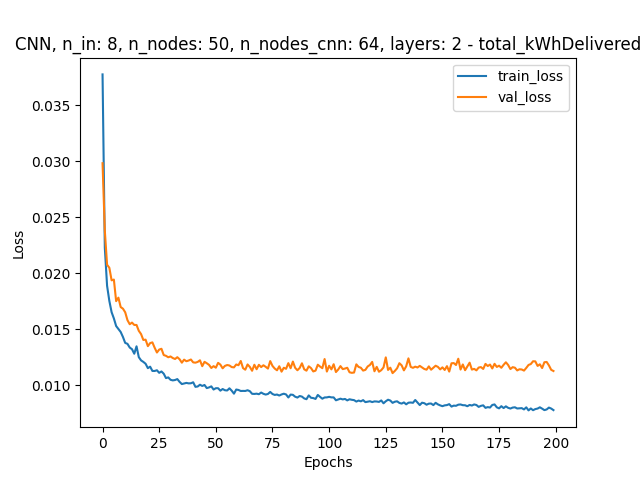 CNN, n_in: 8, n_nodes: 50, n_nodes_cnn: 64, layers: 2 - total_kWhDelivered
train_loss
val_loss
0.035
0.030
0.025
0.020
0.015
0.010
Loss
0 25 50 75 100 125 150 175 200
Epochs